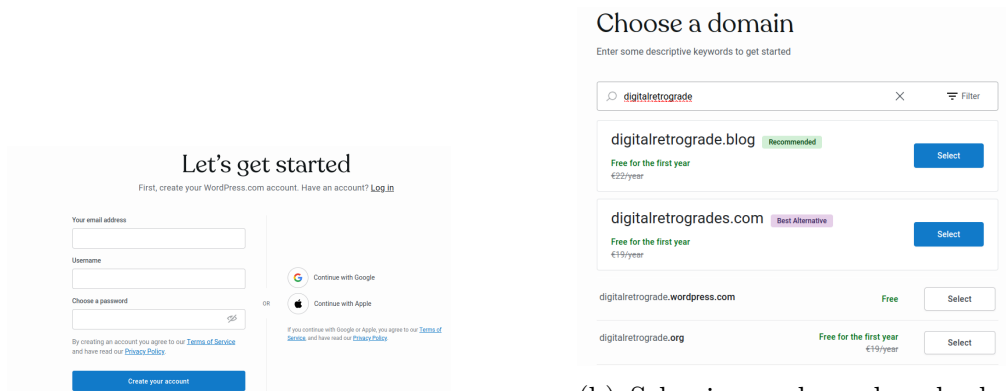 Let's get started
First, create your WordPress.com account. Have an account? Log in
Your email address
Username
Choose a password
By creating an account you agree to our Terms of Service
and have read our Privacy Policy.
Create your account
OR
Continue with Google
Continue with Apple
If you continue with Google or Apple, you agree to our Terms of
Service, and have read our Privacy Policy.
Choose a domain
Enter some descriptive keywords to get started
digitalretrograde
Filter
digitalretrograde.blog Recommended
Free for the first year
€22/year
Select
digitalretrogrades.com Best Alternative
Free for the first year
€19/year
Select
digitalretrograde.wordpress.com Free Select
digitalretrograde.org Free for the first year
€19/year
Select